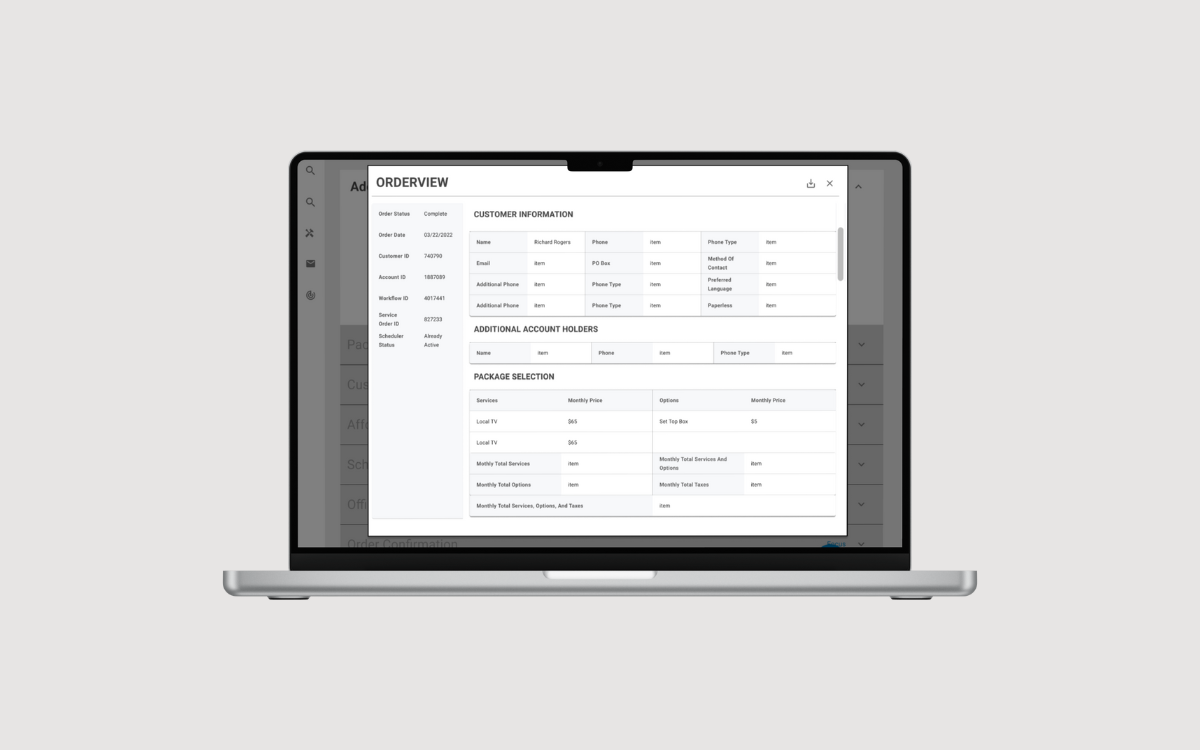 ORDERVIEW
Order Status Complete
Order Date 03/22/2022
Customer ID 743790
Account ID 1887089
Workflow ID 4017441
Service
Order ID 827233
Scheduler Already
Status Active
CUSTOMER INFORMATION
Name Richard Rogers Phone item Phone Type item
Email item PO Box item Method Of
Contact item
Additional Phone item Phone Type item Preferred
Language item
Additional Phone item Phone Type item Paperless item
ADDITIONAL ACCOUNT HOLDERS
Name item Phone item Phone Type item
PACKAGE SELECTION
Services Monthly Price Options Monthly Price
Local TV $65 Set Top Box $5
Local TV $65
Mothly Total Services item Monthly Total Services And
Options item
Monthly Total Options item Monthly Total Taxes item
Monthly Total Services, Options, And Taxes item
Ad
Pac
Cus
Affo
Sch
Offi
Order Confirmation